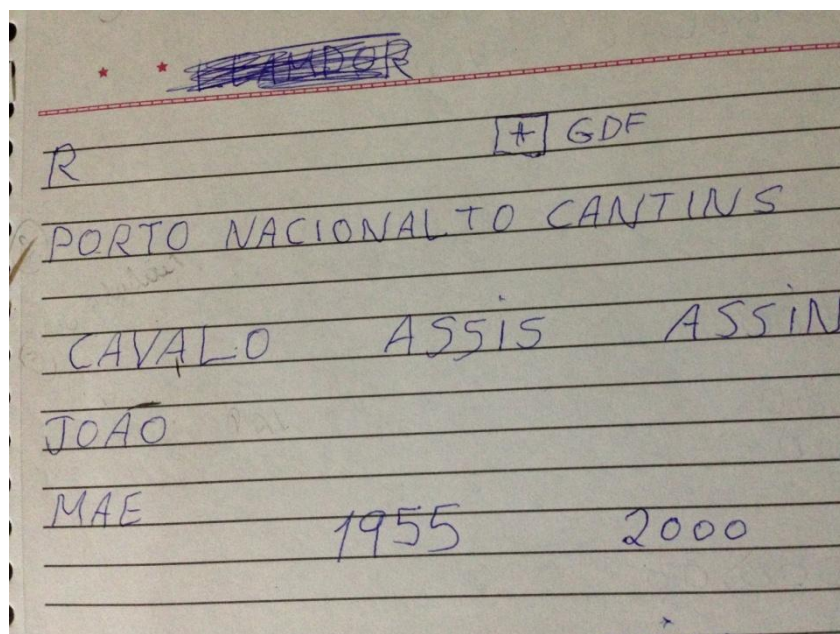 R + GDF
PORTO NACIONAL TO CANTINS
CAVALO ASSIS ASSIN
JOÃO
MAE 1955 2000